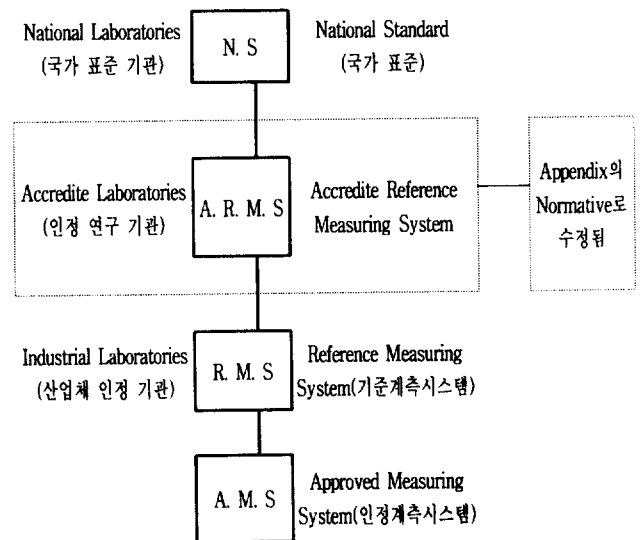 National Laboratories
(국가 표준 기관)
N. S
National Standard
(국가 표준)
Accredite Laboratories
(인정 연구 기관)
A. R. M. S
Accredite Reference
Measuring System
Appendix의
Normative로
수정됨
Industrial Laboratories
(산업체 인정 기관)
R. M. S
Reference Measuring
System(기준계측시스템)
A. M. S
Approved Measuring
System(인정계측시스템)